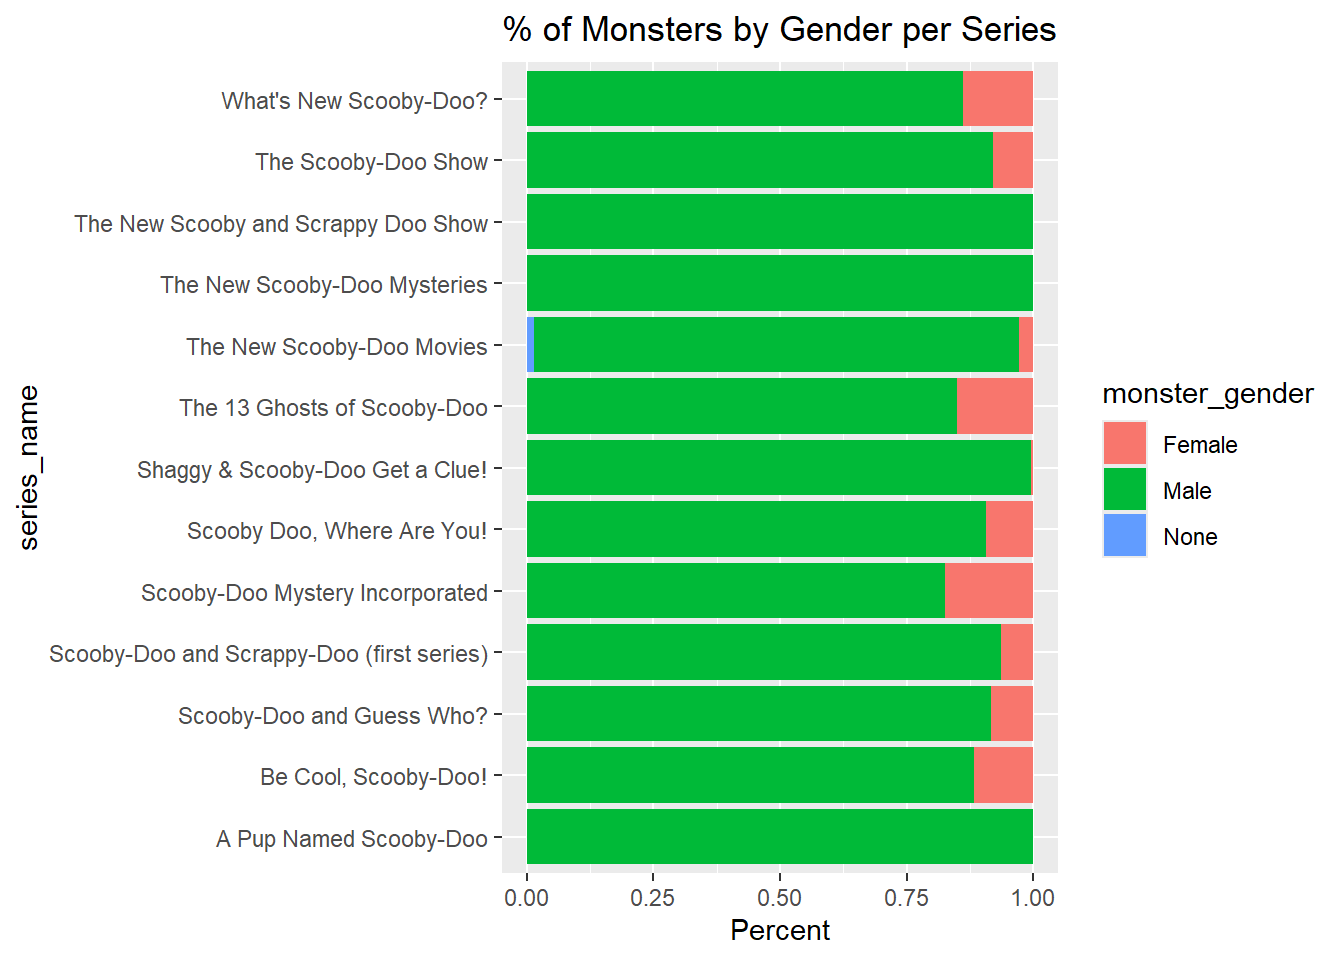 % of Monsters by Gender per Series
What's New Scooby-Doo?
The Scooby-Doo Show
The New Scooby and Scrappy Doo Show
The New Scooby-Doo Mysteries
The New Scooby-Doo Movies
The 13 Ghosts of Scooby-Doo
Shaggy & Scooby-Doo Get a Clue!
Scooby Doo, Where Are You!
Scooby-Doo Mystery Incorporated
Scooby-Doo and Scrappy-Doo (first series)
Scooby-Doo and Guess Who?
Be Cool, Scooby-Doo!
A Pup Named Scooby-Doo
series_name
0.00 0.25 0.50 0.75 1.00
Percent
monster_gender
Female
Male
None